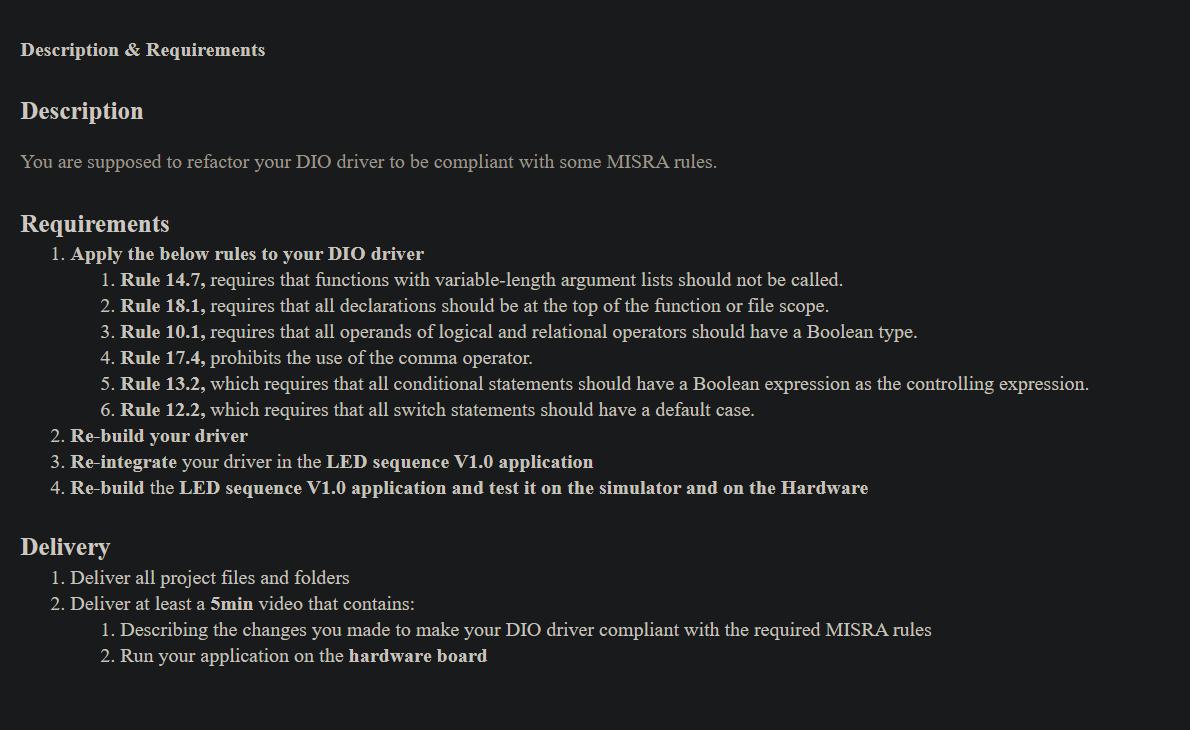 Description & Requirements
Description
You are supposed to refactor your DIO driver to be compliant with some MISRA rules.
Requirements
1. Apply the below rules to your DIO driver
1. Rule 14.7, requires that functions with variable-length argument lists should not be called.
2. Rule 18.1, requires that all declarations should be at the top of the function or file scope.
3. Rule 10.1, requires that all operands of logical and relational operators should have a Boolean type.
4. Rule 17.4, prohibits the use of the comma operator.
5. Rule 13.2, which requires that all conditional statements should have a Boolean expression as the controlling expression.
6. Rule 12.2, which requires that all switch statements should have a default case.
2. Re-build your driver
3. Re-integrate your driver in the LED sequence V1.0 application
4. Re-build the LED sequence V1.0 application and test it on the simulator and on the Hardware
Delivery
1. Deliver all project files and folders
2. Deliver at least a 5min video that contains:
1. Describing the changes you made to make your DIO driver compliant with the required MISRA rules
2. Run your application on the hardware board